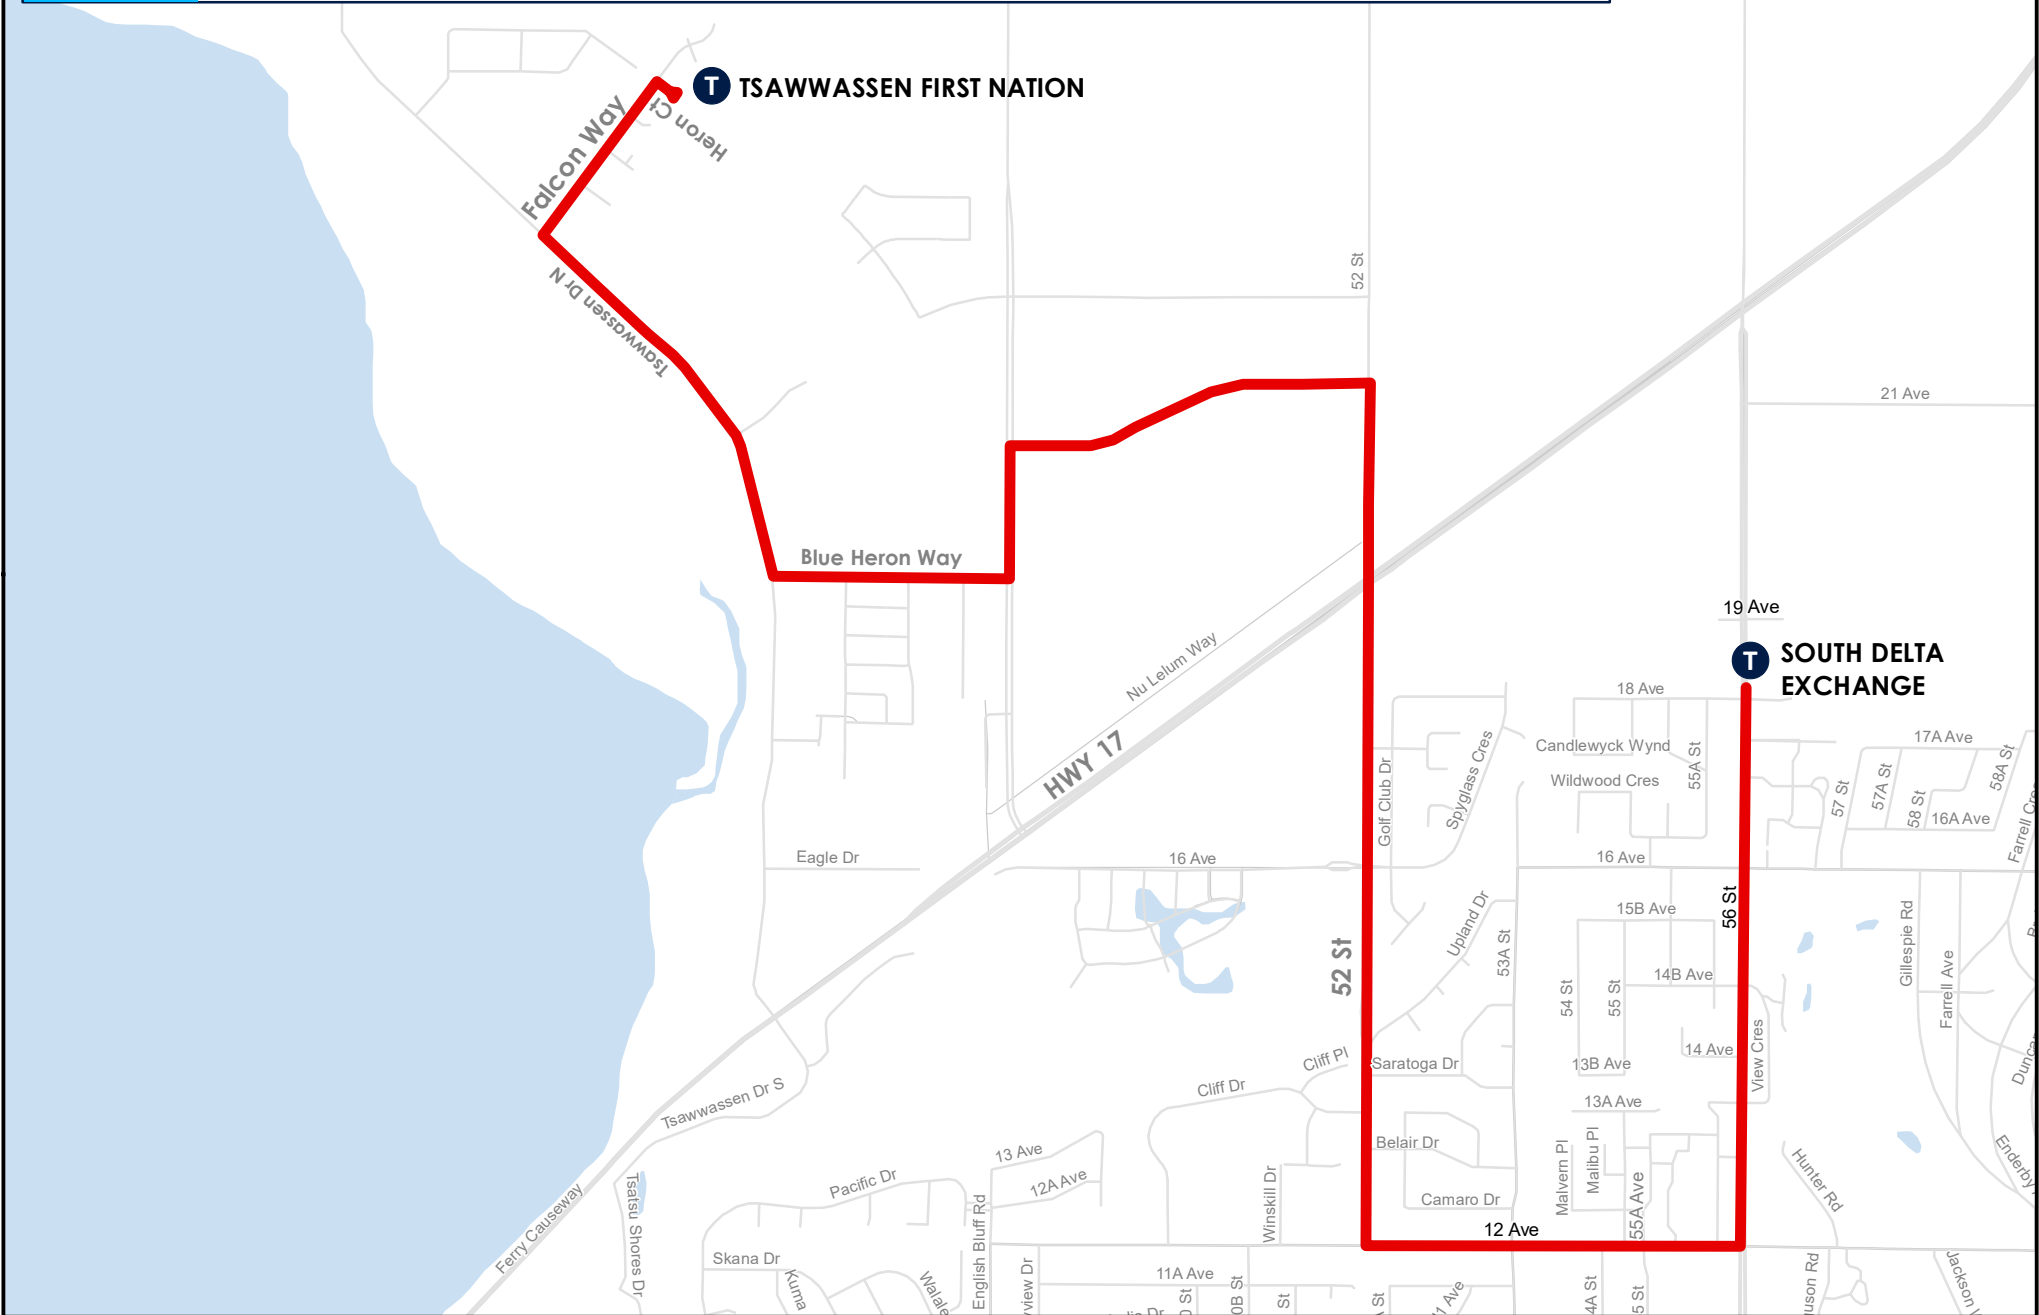 T TSAWWASSEN FIRST NATION
Falcon Way
Heron Ct
Tsawwassen Dr N
52 St
21 Ave
Blue Heron Way
19 Ave
T SOUTH DELTA
EXCHANGE
Nu Lelum Way
HWY 17
18 Ave
Candlewyck Wynd
Wildwood Cres
55A St
Spyglass Cres
Golf Club Dr
17A Ave
58A St
57 St
57A St
58 St
16A Ave
Eagle Dr
16 Ave
16 Ave
56 St
15B Ave
Upland Dr
53A St
52 St
14B Ave
54 St
55 St
Gillespie Rd
Farrell Ave
14 Ave
View Cres
13B Ave
Cliff Pl
Saratoga Dr
Cliff Dr
Tsawwassen Dr S
13A Ave
Belair Dr
Malvern Pl
Malibu Pl
13 Ave
12A Ave
Pacific Dr
Winskill Dr
Camaro Dr
55A Ave
Hunter Rd
Enderby
12 Ave
Tsatsu Shores Dr
Ferry Causeway
English Bluff Rd
Skana Dr
Kuma
11A Ave